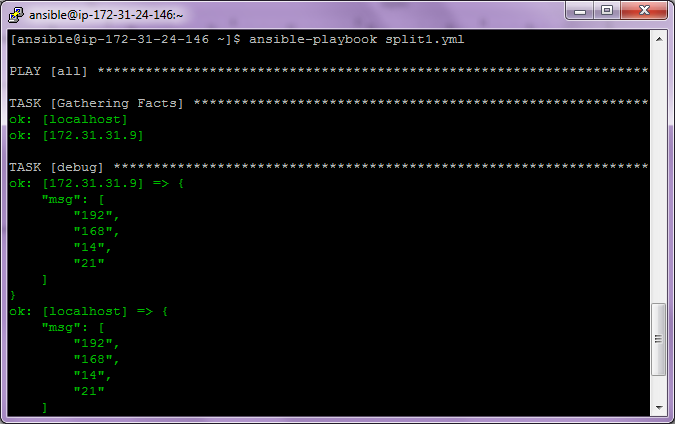 ansible@ip-172-31-24-146:~
[ansible@ip-172-31-24-146 ~]$ ansible-playbook split1.yml
PLAY [all] *********************************************************************
TASK [Gathering Facts] *********************************************************
ok: [localhost]
ok: [172.31.31.9]
TASK [debug] *******************************************************************
ok: [172.31.31.9] => {
    "msg": [
        "192",
        "168",
        "14",
        "21"
    ]
}
ok: [localhost] => {
    "msg": [
        "192",
        "168",
        "14",
        "21"
    ]